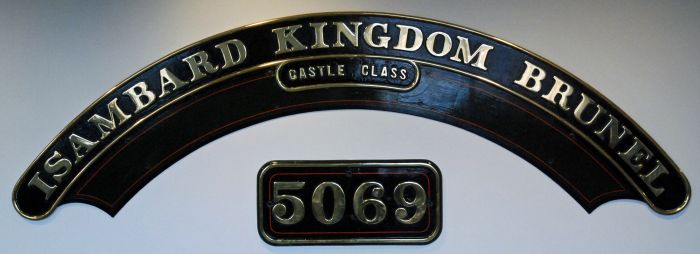 ISAMBARD KINGDOM BRUNEL
CASTLE CLASS
5069